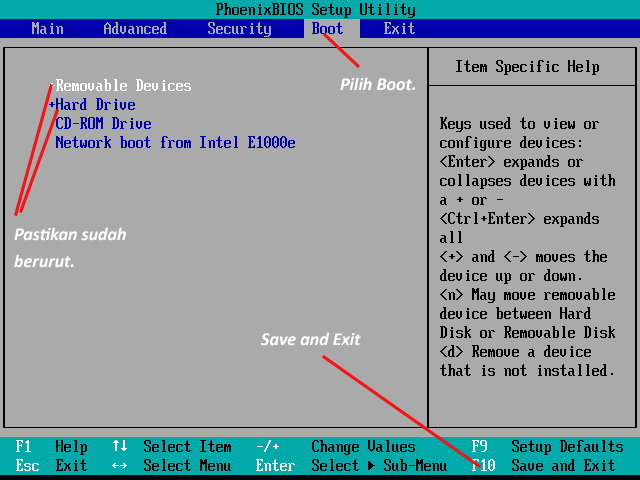 PhoenixBIOS Setup Utility
Main Advanced Security Boot Exit
Item Specific Help
Pilih Boot.
-Removable Devices
+Hard Drive
CD-ROM Drive
Network boot from Intel E1000e
Keys used to view or
configure devices:
<Enter> expands or
collapses devices with
a + or -
<Ctrl+Enter> expands
all
<+> and <-> moves the
device up or down.
<n> May move removable
device between Hard
Disk or Removable Disk
<d> Remove a device
that is not installed.
Pastikan sudah
berurut.
Save and Exit
F1 Help ↑↓ Select Item -/+ Change Values F9 Setup Defaults
Esc Exit ↔ Select Menu Enter Select ▶ Sub-Menu F10 Save and Exit